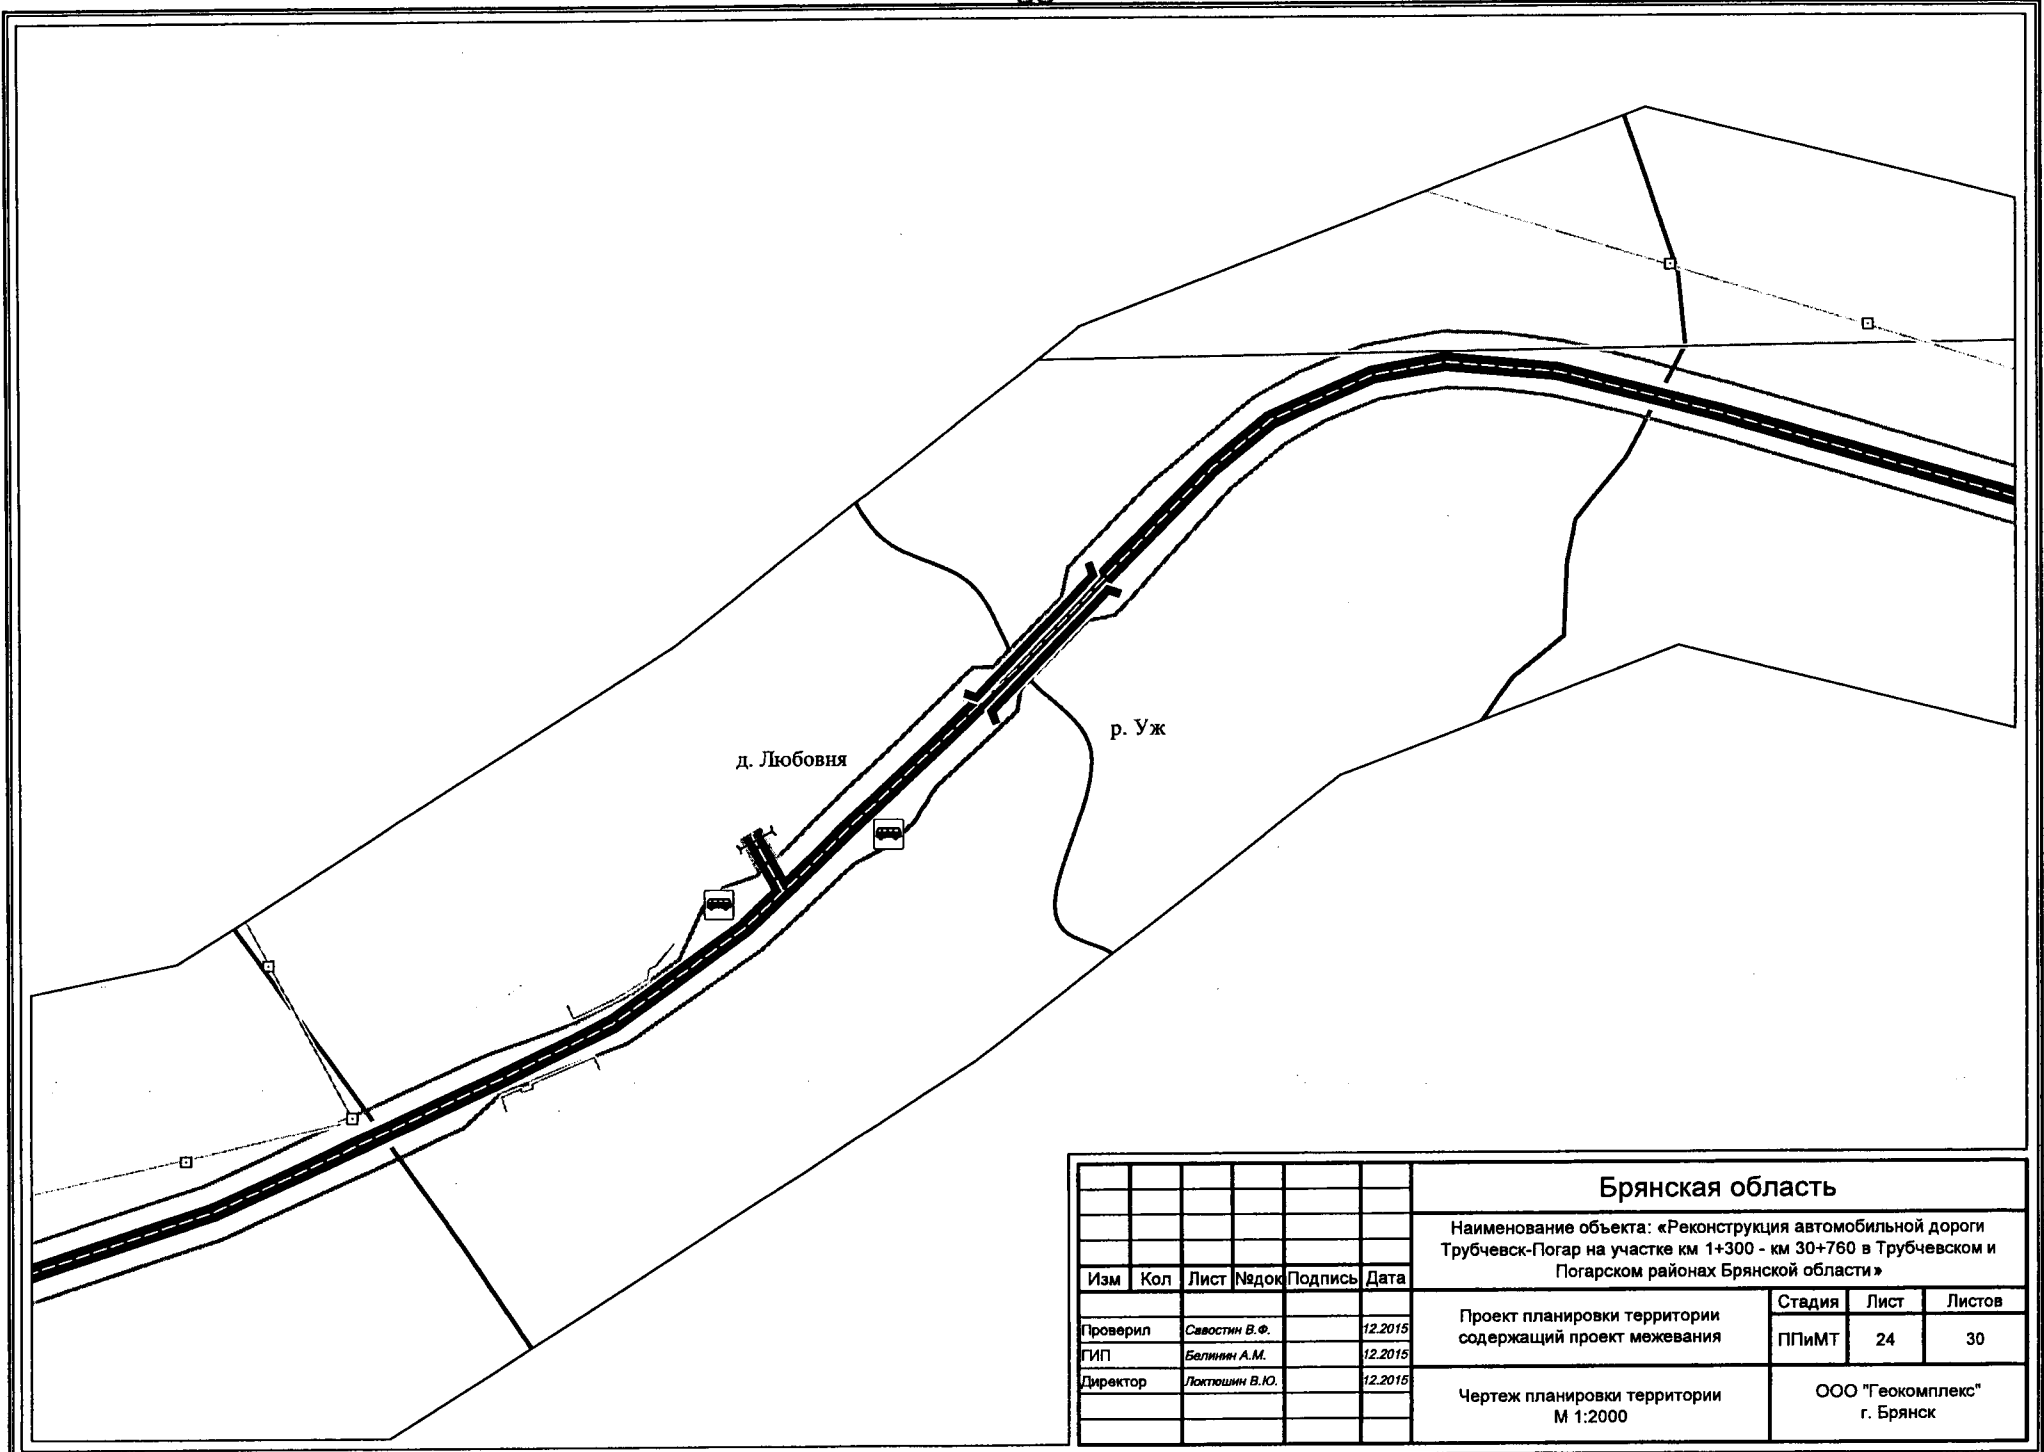 д. Любовня
р. Уж
Брянская область
Наименование объекта: «Реконструкция автомобильной дороги
Трубчевск-Погар на участке км 1+300 - км 30+760 в Трубчевском и
Погарском районах Брянской области»
Изм Кол Лист №док Подпись Дата
Проект планировки территории
содержащий проект межевания
Стадия Лист Листов
ППиМТ 24 30
Проверил Савостин В.Ф. 12.2015
ГИП Белинин А.М. 12.2015
Директор Локтюшин В.Ю. 12.2015
Чертеж планировки территории
М 1:2000
ООО "Геокомплекс"
г. Брянск